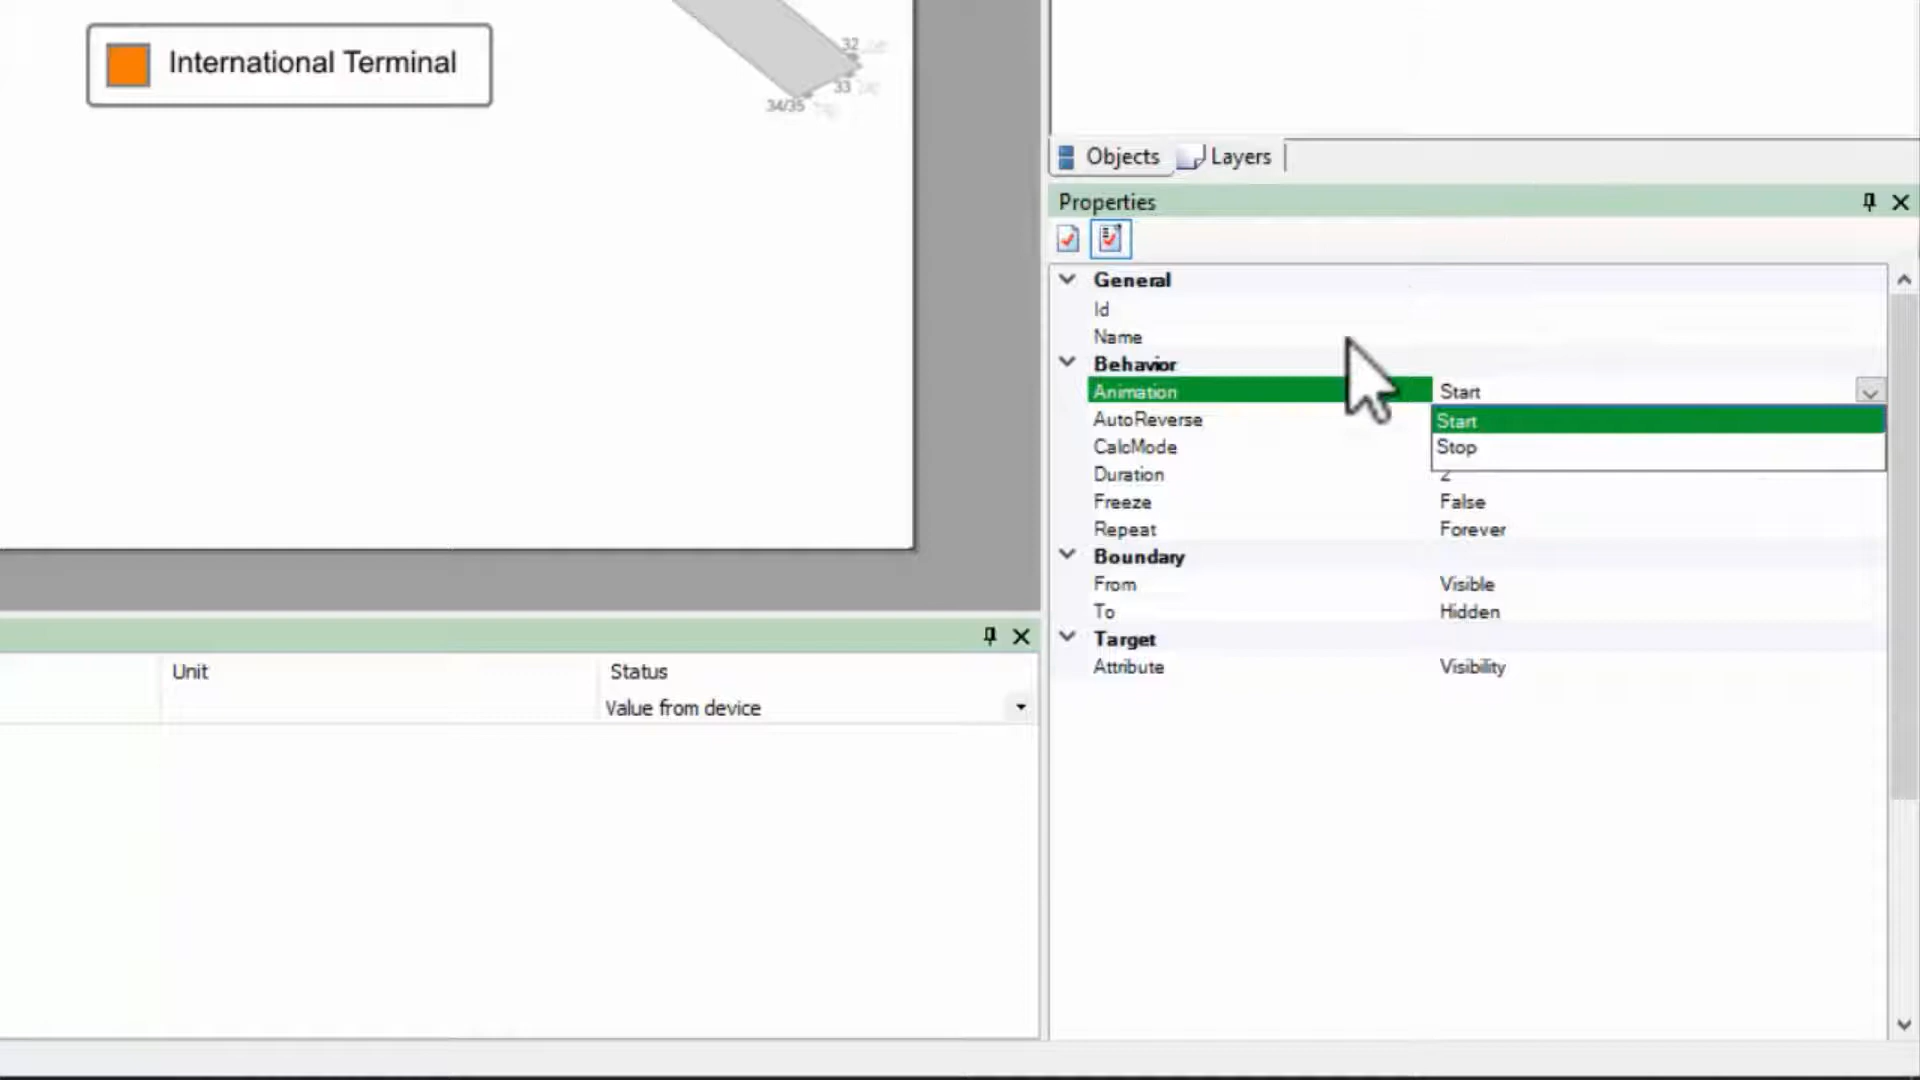 International Terminal
32
33
34/35
Objects
Layers
Properties
General
Id
Name
Behavior
Animation Start
Start
AutoReverse
CalcMode Stop
Duration 2
Freeze False
Repeat Forever
Boundary
From Visible
To Hidden
Target
Attribute Visibility
Unit Status
Value from device